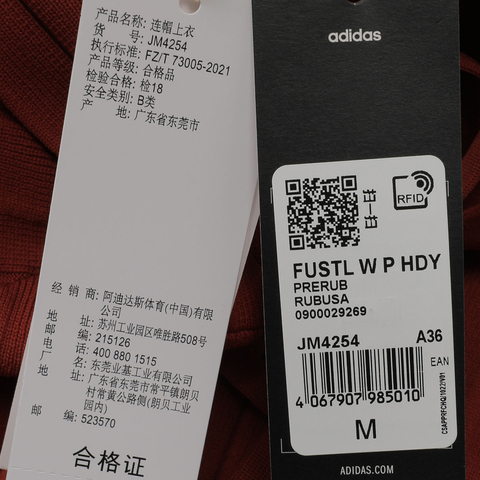 产品名称: 连帽上衣
货号: JM4254
执行标准: FZ/T 73005-2021
产品等级: 合格品
检验合格: 检18
安全类别: B类
产地: 广东省东莞市
经销商: 阿迪达斯体育(中国)有限
公司
地址: 苏州工业园区唯胜路508号
邮编: 215126
电话: 400 880 1515
厂名: 东莞业基工业有限公司
地址: 广东省东莞市常平镇朗贝
村常黄公路侧(朗贝工业
园内)
邮编: 523570
合格证
adidas
RFID
FUSTL W P HDY
PRERUB
RUBUSA
0900029269
JM4254
A36
EAN
4 067907 985010
M
ADIDAS.COM